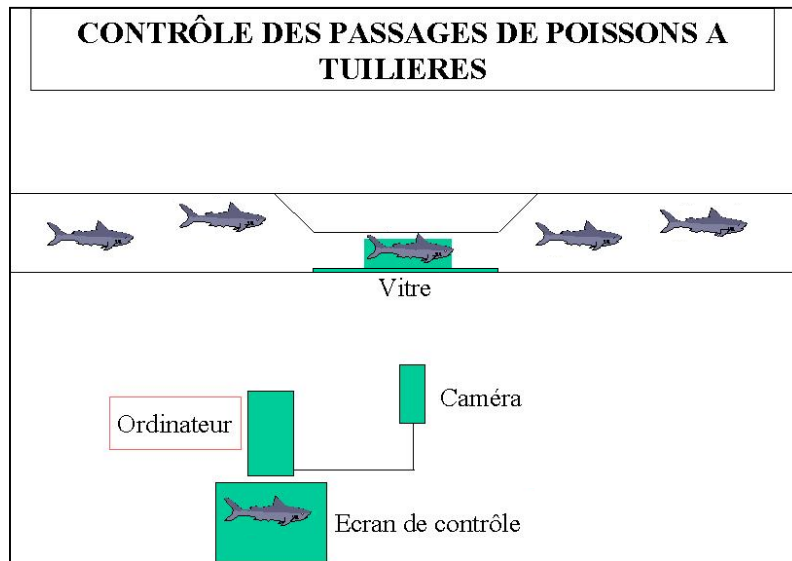 CONTRÔLE DES PASSAGES DE POISSONS A
TUILIERES
Vitre
Caméra
Ordinateur
Ecran de contrôle